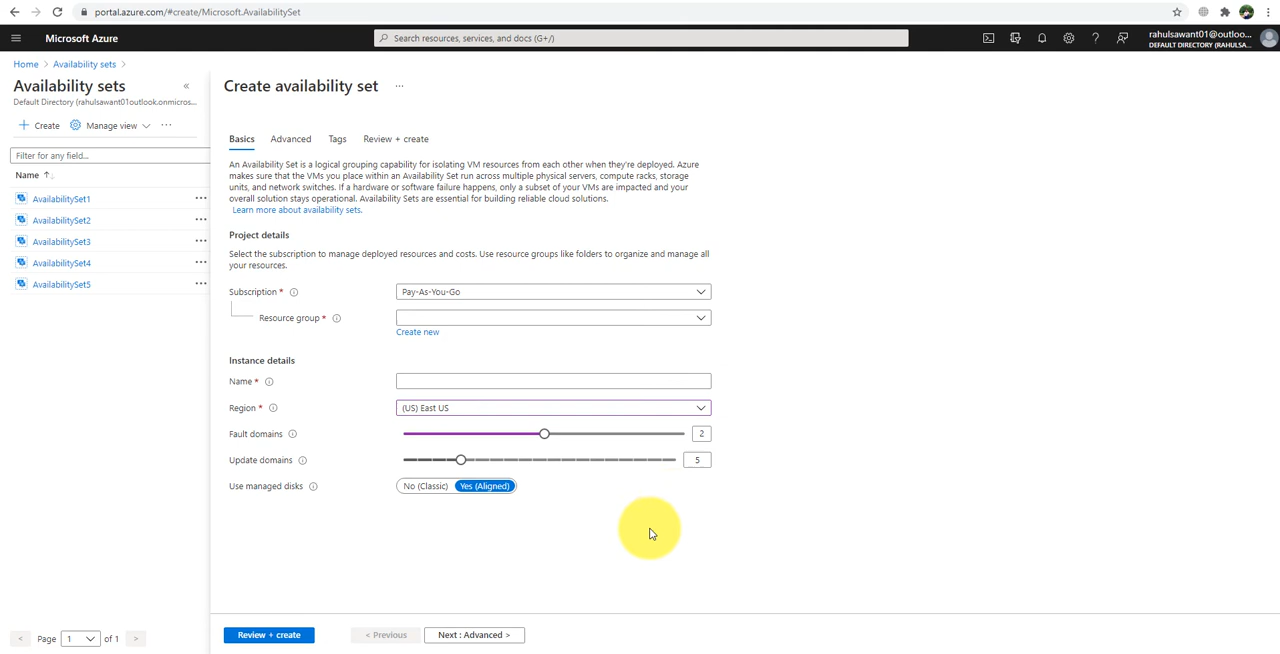 portal.azure.com/#create/Microsoft.AvailabilitySet
Microsoft Azure
Search resources, services, and docs (G+/)
rahulsawant01@outloo...
DEFAULT DIRECTORY (RAHULSA...
Home > Availability sets >
Availability sets «
Default Directory (rahulsawant01outlook.onmicros...
+ Create Manage view ...
Filter for any field...
Name ↑↓
AvailabilitySet1 ...
AvailabilitySet2 ...
AvailabilitySet3 ...
AvailabilitySet4 ...
AvailabilitySet5 ...
< Page 1 of 1 >
Create availability set ...
Basics Advanced Tags Review + create
An Availability Set is a logical grouping capability for isolating VM resources from each other when they're deployed. Azure
makes sure that the VMs you place within an Availability Set run across multiple physical servers, compute racks, storage
units, and network switches. If a hardware or software failure happens, only a subset of your VMs are impacted and your
overall solution stays operational. Availability Sets are essential for building reliable cloud solutions.
Learn more about availability sets.
Project details
Select the subscription to manage deployed resources and costs. Use resource groups like folders to organize and manage all
your resources.
Subscription * Pay-As-You-Go
Resource group *
Create new
Instance details
Name *
Region * (US) East US
Fault domains 2
Update domains 5
Use managed disks No (Classic) Yes (Aligned)
Review + create < Previous Next : Advanced >